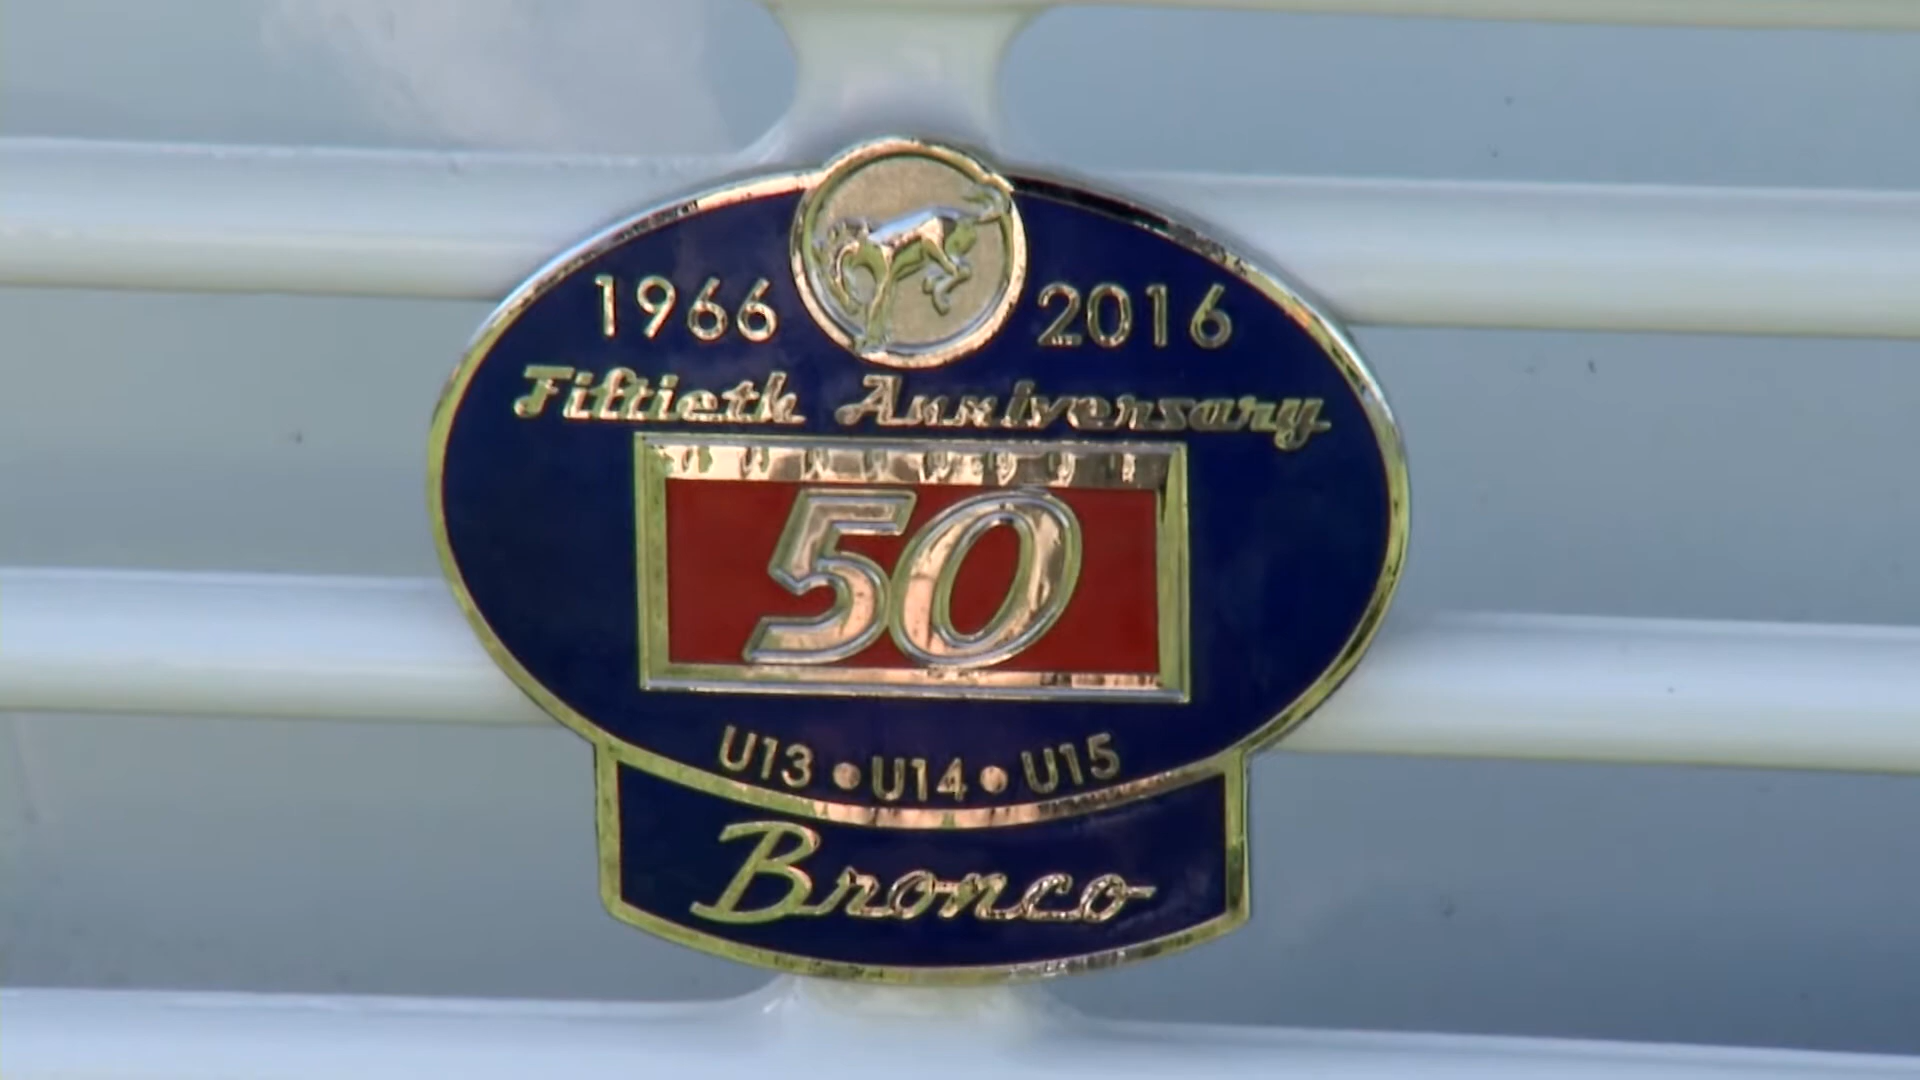 1966 2016
Fiftieth Anniversary
50
U13 • U14 • U15
Bronco